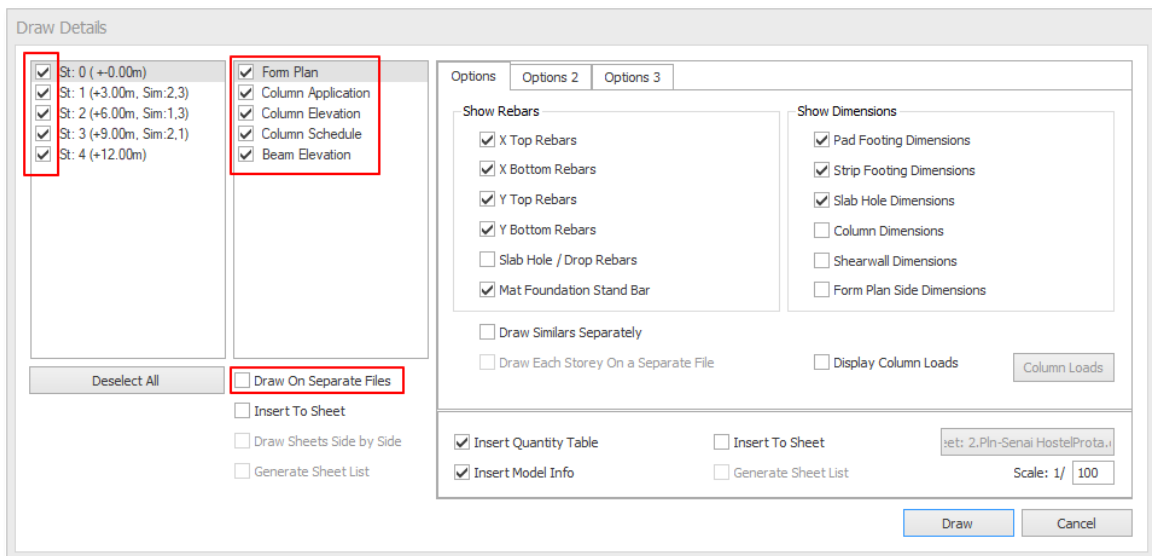 Draw Details
St: 0 ( +-0.00m)
St: 1 (+3.00m, Sim:2,3)
St: 2 (+6.00m, Sim:1,3)
St: 3 (+9.00m, Sim:2,1)
St: 4 (+12.00m)
Deselect All
Form Plan
Column Application
Column Elevation
Column Schedule
Beam Elevation
Draw On Separate Files
Insert To Sheet
Draw Sheets Side by Side
Generate Sheet List
Options
Options 2
Options 3
Show Rebars
X Top Rebars
X Bottom Rebars
Y Top Rebars
Y Bottom Rebars
Slab Hole / Drop Rebars
Mat Foundation Stand Bar
Show Dimensions
Pad Footing Dimensions
Strip Footing Dimensions
Slab Hole Dimensions
Column Dimensions
Shearwall Dimensions
Form Plan Side Dimensions
Draw Similars Separately
Draw Each Storey On a Separate File
Display Column Loads
Column Loads
Insert Quantity Table
Insert To Sheet
eet: 2.Pln-Senai HostelProta.
Insert Model Info
Generate Sheet List
Scale: 1/ 100
Draw
Cancel